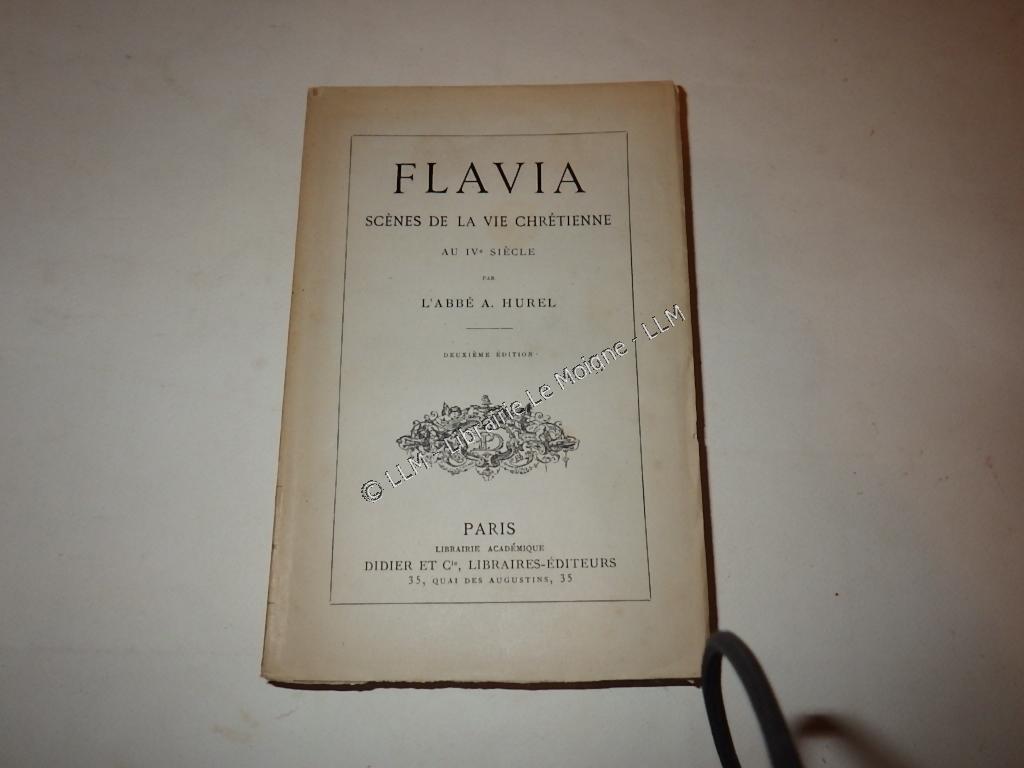 FLAVIA
SCÈNES DE LA VIE CHRÉTIENNE
AU IVe SIÈCLE
PAR
L'ABBÉ A. HUREL
DEUXIÈME ÉDITION
© LLM - Librairie Le Moigne - LLM
PARIS
LIBRAIRIE ACADÉMIQUE
DIDIER ET Cie, LIBRAIRES-ÉDITEURS
35, QUAI DES AUGUSTINS, 35